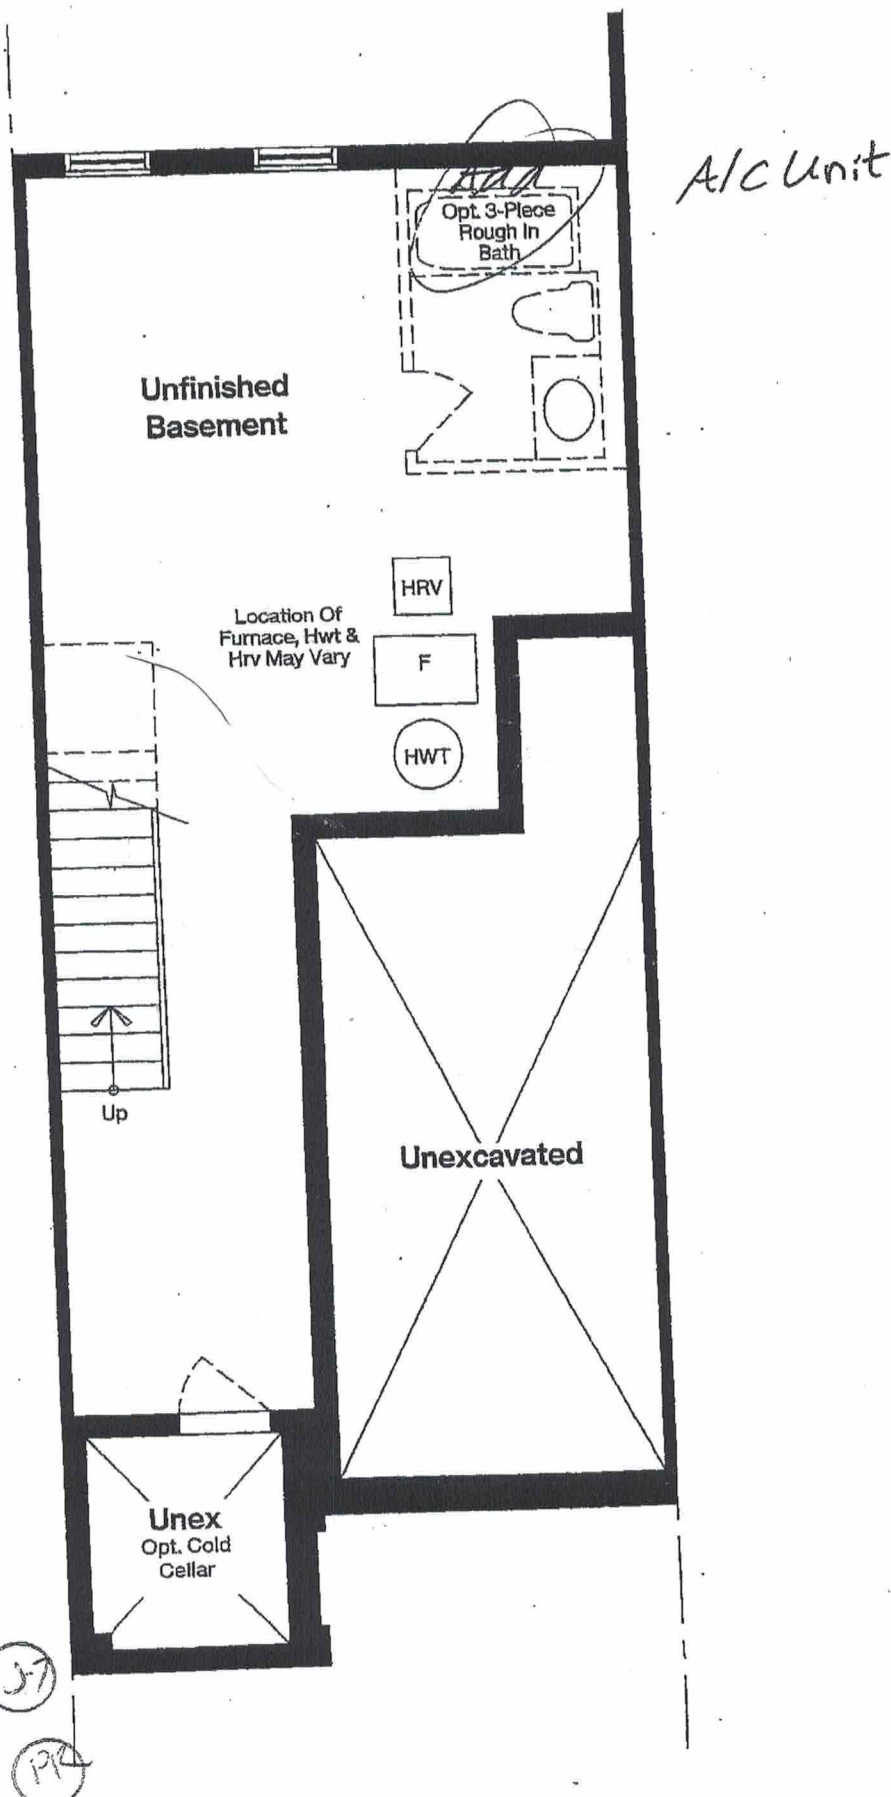 A/C Unit
Add
Opt. 3-Piece
Rough In
Bath
Unfinished
Basement
HRV
Location Of
Furnace, Hwt &
Hrv May Vary
F
HWT
Up
Unexcavated
Unex
Opt. Cold
Cellar